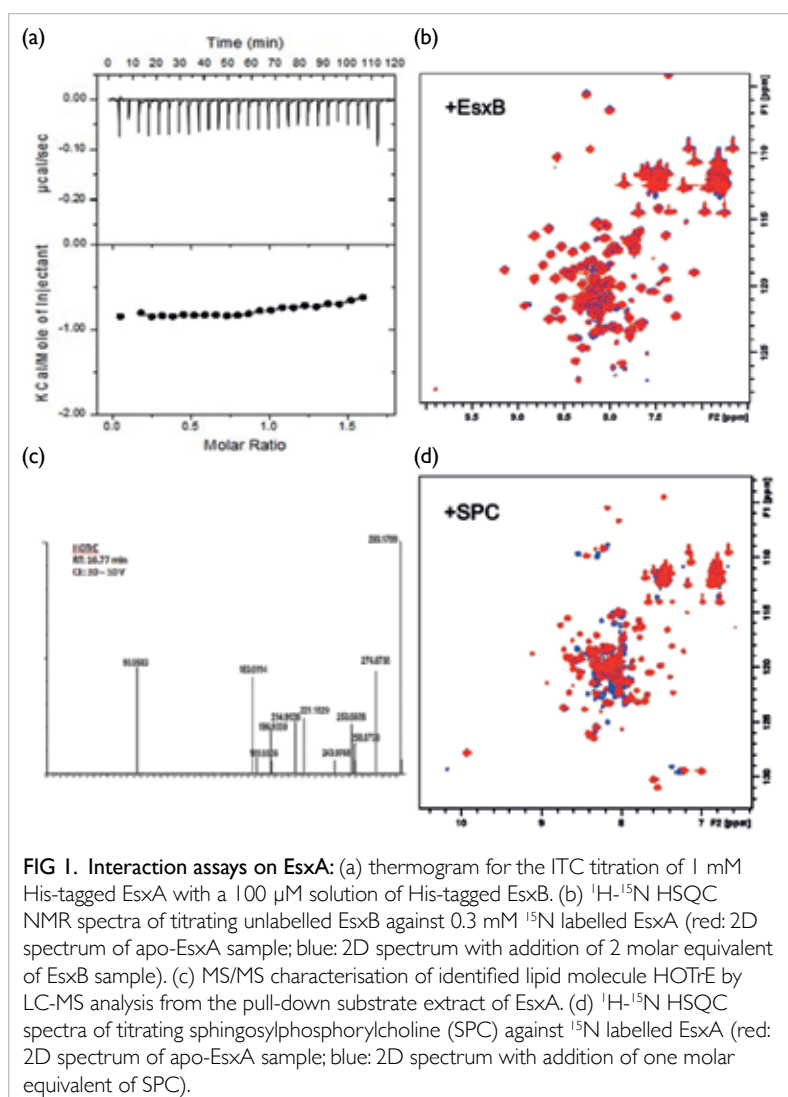 (a)
Time (min)
0 10 20 30 40 50 60 70 80 90 100 110 120
0.00
-0.10
-0.20
µcal/sec
0.00
-1.00
-2.00
KCal/Mole of Injectant
0.0 0.5 1.0 1.5
Molar Ratio
(b)
+EsxB
F1 [ppm]
110
115
120
125
9.5 9.0 8.5 8.0 7.5 F2 [ppm]
(c)
RT: 16.77 min
(d)
+SPC
F1 [ppm]
110
115
120
125
130
10 9 8 7 F2 [ppm]
FIG 1. Interaction assays on EsxA: (a) thermogram for the ITC titration of 1 mM
His-tagged EsxA with a 100 µM solution of His-tagged EsxB. (b) ¹H-¹⁵N HSQC
NMR spectra of titrating unlabelled EsxB against 0.3 mM ¹⁵N labelled EsxA (red: 2D
spectrum of apo-EsxA sample; blue: 2D spectrum with addition of 2 molar equivalent
of EsxB sample). (c) MS/MS characterisation of identified lipid molecule HOTrE by
LC-MS analysis from the pull-down substrate extract of EsxA. (d) ¹H-¹⁵N HSQC
spectra of titrating sphingosylphosphorylcholine (SPC) against ¹⁵N labelled EsxA (red:
2D spectrum of apo-EsxA sample; blue: 2D spectrum with addition of one molar
equivalent of SPC).